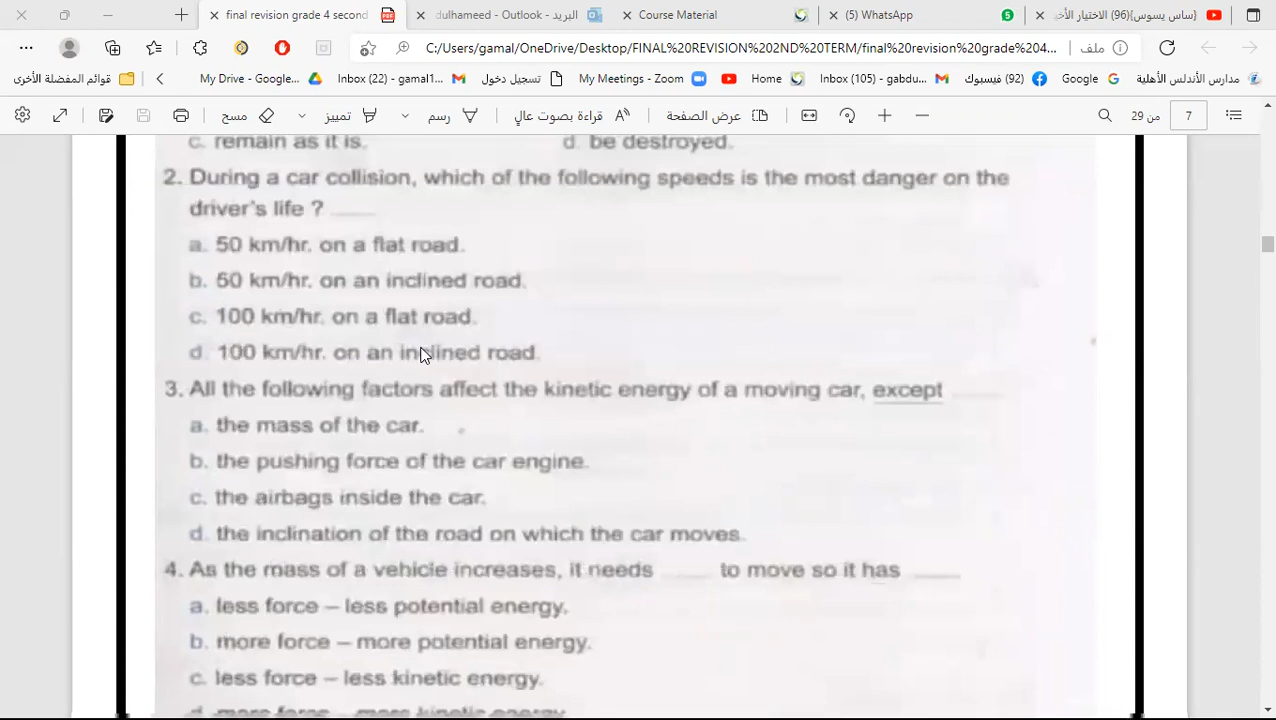 final revision grade 4 second
البريد - dulhameed - Outlook
Course Material
(5) WhatsApp
(96) الاختبار الأخ {ساس يسوس}
C:/Users/gamal/OneDrive/Desktop/FINAL%20REVISION%202ND%20TERM/final%20revision%20grade%204...
ملف
قوائم المفضلة الأخرى
My Drive - Google...
Inbox (22) - gamal1...
تسجيل دخول
My Meetings - Zoom
Home
Inbox (105) - gabdu...
(92) فيسبوك
Google
مدارس الأندلس الأهلية
مسح
تمييز
رسم
قراءة بصوت عالٍ
عرض الصفحة
من 29
7
c. remain as it is. d. be destroyed.
2. During a car collision, which of the following speeds is the most danger on the
driver's life ?
a. 50 km/hr. on a flat road.
b. 50 km/hr. on an inclined road.
c. 100 km/hr. on a flat road.
d. 100 km/hr. on an inclined road.
3. All the following factors affect the kinetic energy of a moving car, except
a. the mass of the car.
b. the pushing force of the car engine.
c. the airbags inside the car.
d. the inclination of the road on which the car moves.
4. As the mass of a vehicle increases, it needs ____ to move so it has ____
a. less force – less potential energy.
b. more force – more potential energy.
c. less force – less kinetic energy.
d. more force – more kinetic energy